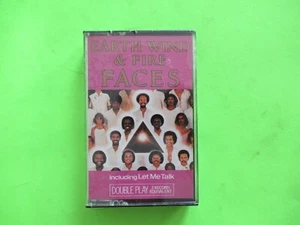 EARTH WIND
& FIRE
FACES
including Let Me Talk
DOUBLE PLAY